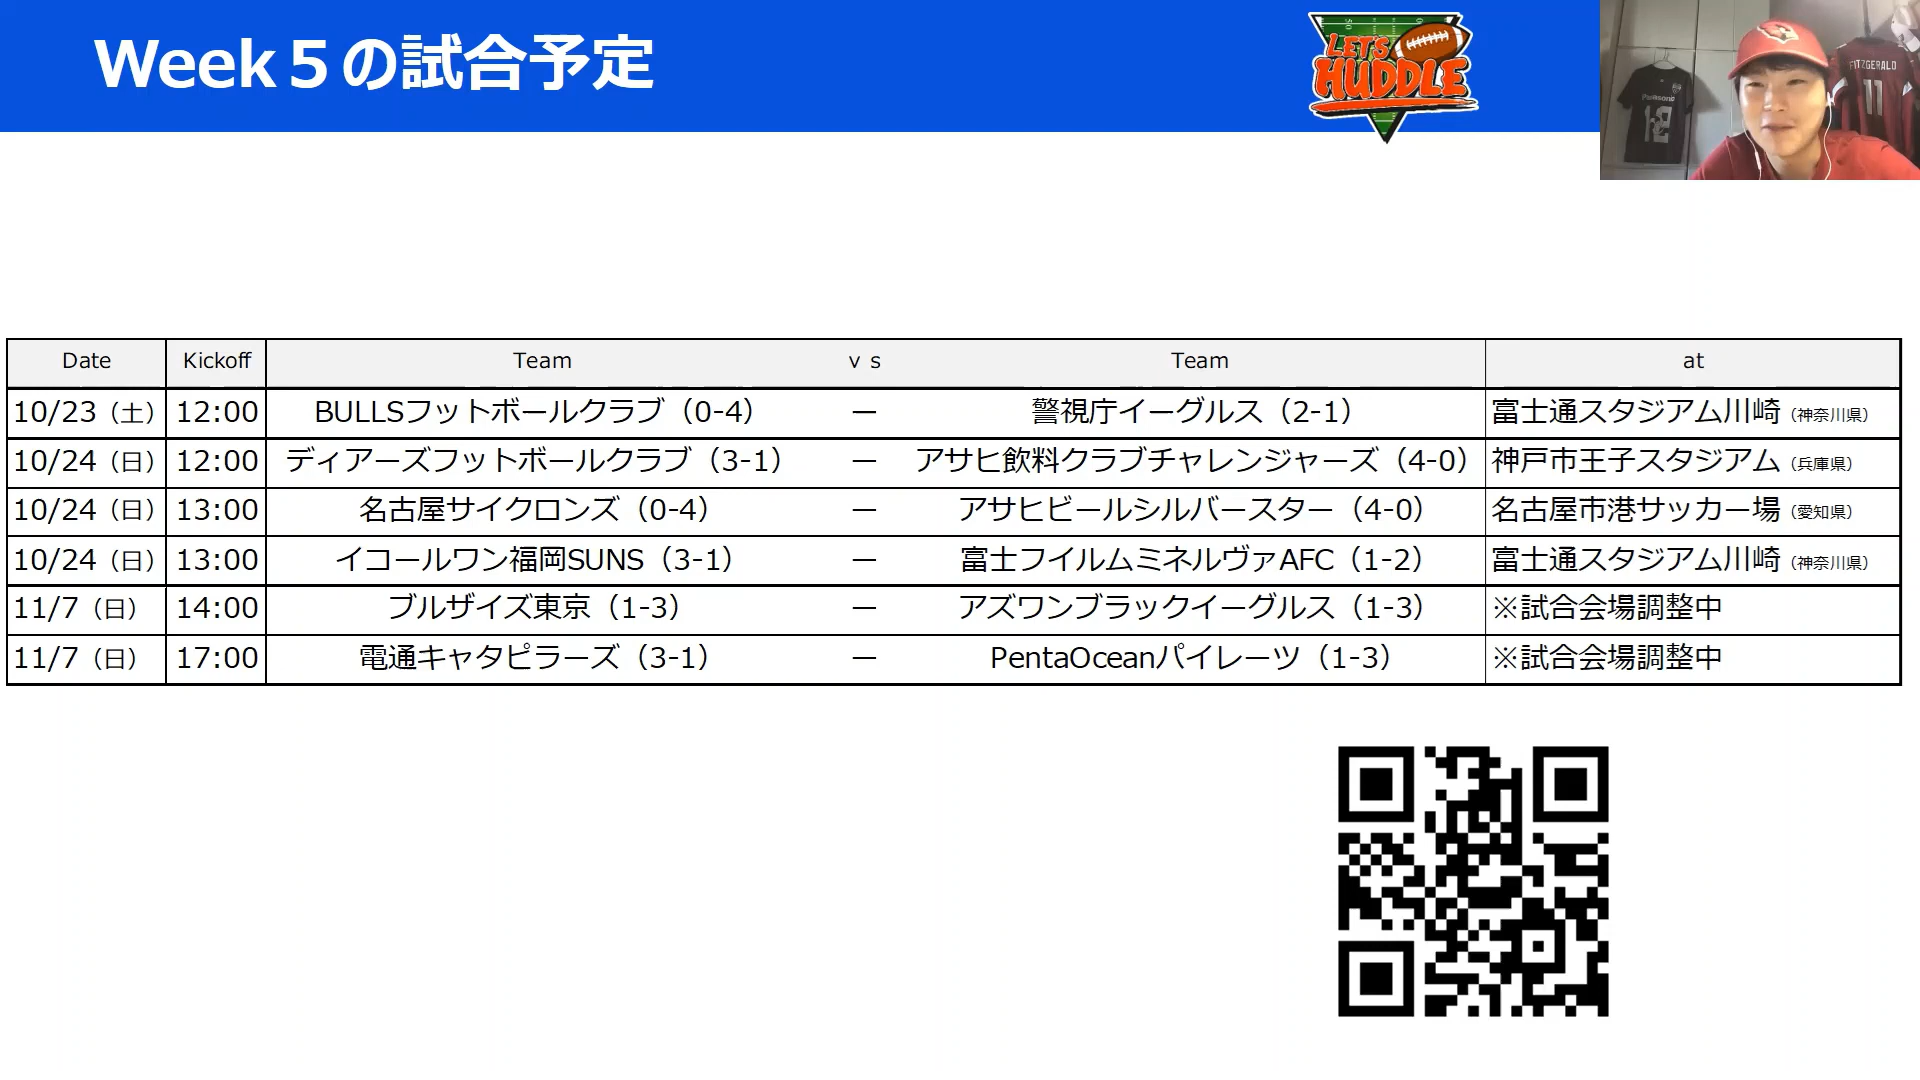 Week５の試合予定
LET'S
HUDDLE
Panasonic
12
FITZGERALD
11
Date Kickoff Team ｖｓ Team at
10/23（土） 12:00 BULLSフットボールクラブ（0-4） ー 警視庁イーグルス（2-1） 富士通スタジアム川崎（神奈川県）
10/24（日） 12:00 ディアーズフットボールクラブ（3-1） ー アサヒ飲料クラブチャレンジャーズ（4-0） 神戸市王子スタジアム（兵庫県）
10/24（日） 13:00 名古屋サイクロンズ（0-4） ー アサヒビールシルバースター（4-0） 名古屋市港サッカー場（愛知県）
10/24（日） 13:00 イコールワン福岡SUNS（3-1） ー 富士フイルムミネルヴァAFC（1-2） 富士通スタジアム川崎（神奈川県）
11/7（日） 14:00 ブルザイズ東京（1-3） ー アズワンブラックイーグルス（1-3） ※試合会場調整中
11/7（日） 17:00 電通キャタピラーズ（3-1） ー PentaOceanパイレーツ（1-3） ※試合会場調整中